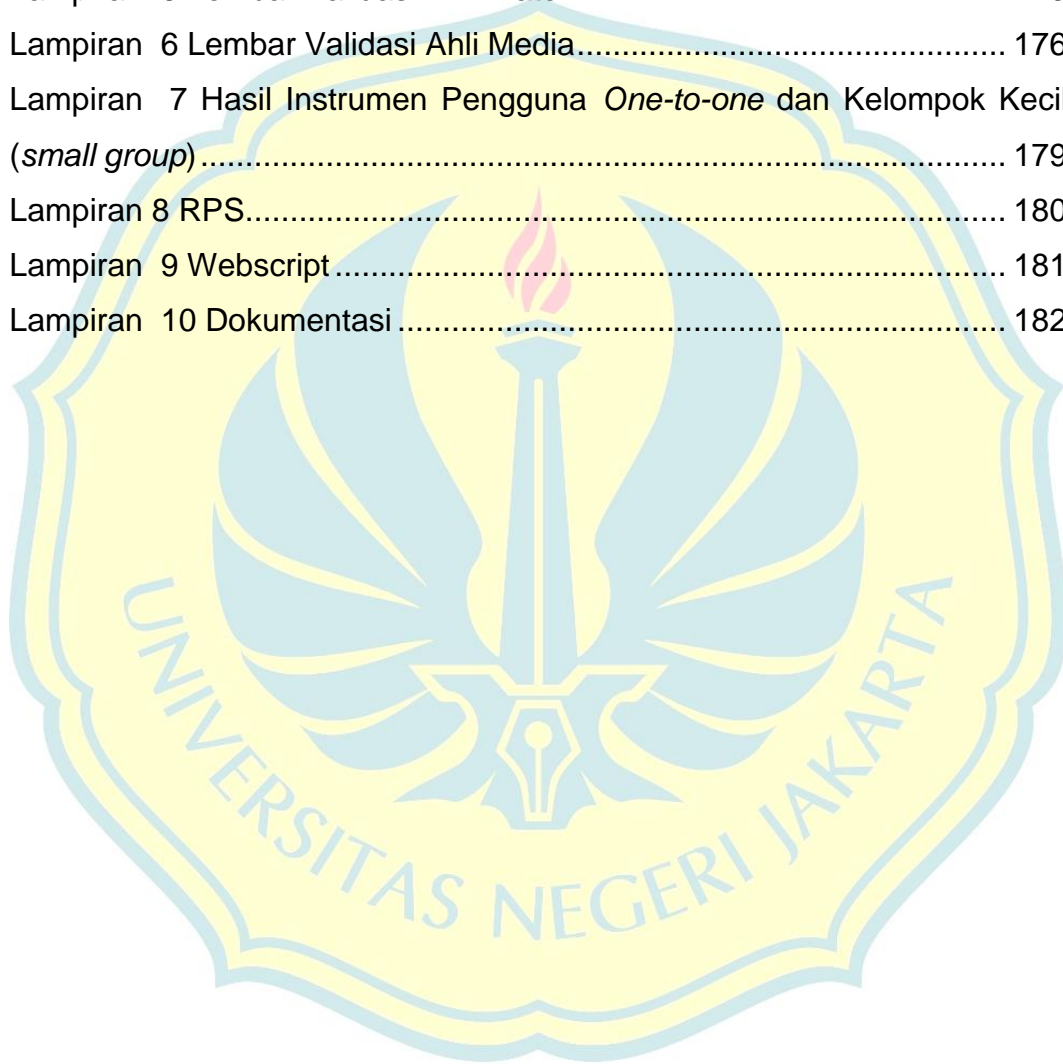 Lampiran 6 Lembar Validasi Ahli Media.................................................. 176
Lampiran 7 Hasil Instrumen Pengguna One-to-one dan Kelompok Kecil
(small group)............................................................................................. 179
Lampiran 8 RPS........................................................................................ 180
Lampiran 9 Webscript.............................................................................. 181
Lampiran 10 Dokumentasi....................................................................... 182
UNIVERSITAS NEGERI JAKARTA